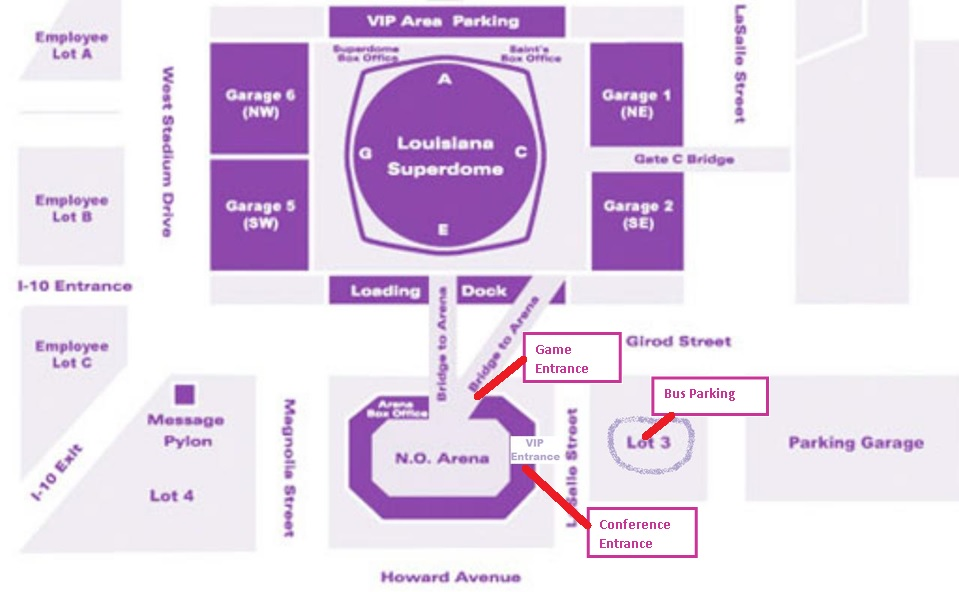 VIP Area Parking
Employee
Lot A
LaSalle Street
Superdome
Box Office
Saint's
Box Office
A
Garage 6
(NW)
Garage 1
(NE)
West Stadium Drive
G
Louisiana
Superdome
C
Gate C Bridge
Employee
Lot B
Garage 5
(SW)
Garage 2
(SE)
E
I-10 Entrance
Loading
Dock
Bridge to Arena
Bridge to Arena
Girod Street
Employee
Lot C
Game
Entrance
Bus Parking
Message
Pylon
Magnolia Street
Arena
Box Office
N.O. Arena
VIP
Entrance
LaSalle Street
Lot 3
Parking Garage
I-10 Exit
Lot 4
Conference
Entrance
Howard Avenue